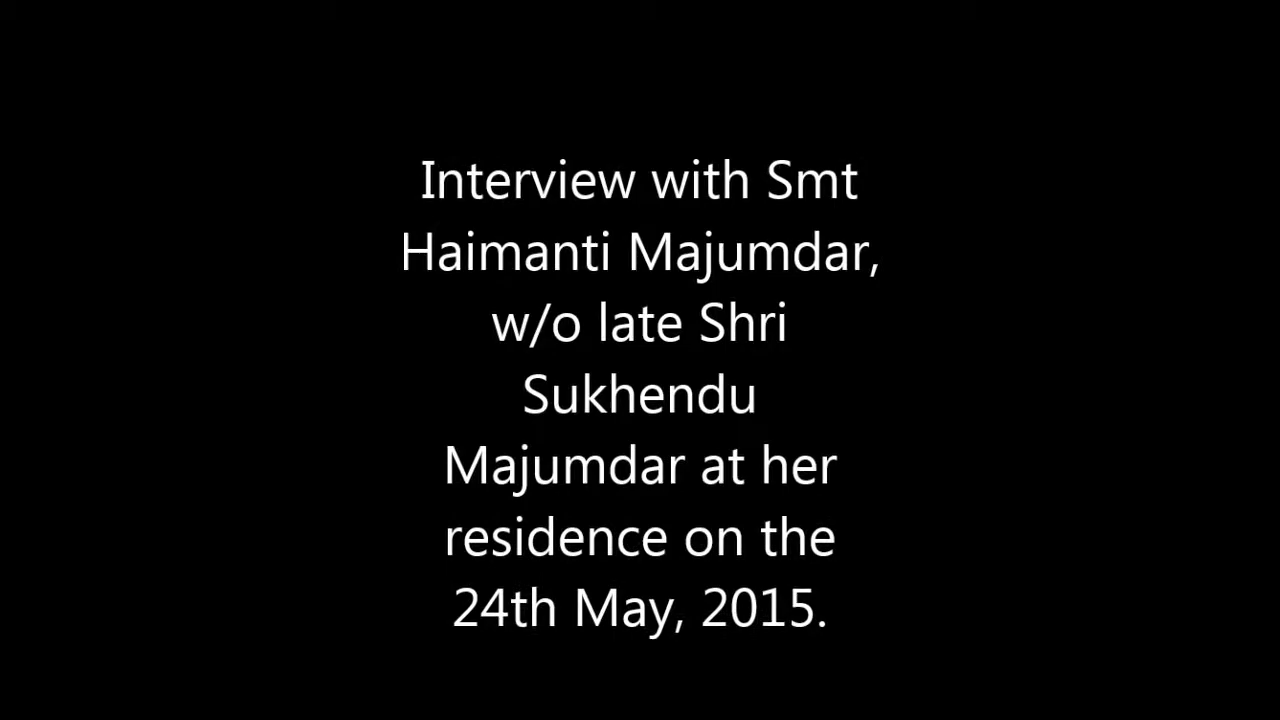 Interview with Smt
Haimanti Majumdar,
w/o late Shri
Sukhendu
Majumdar at her
residence on the
24th May, 2015.